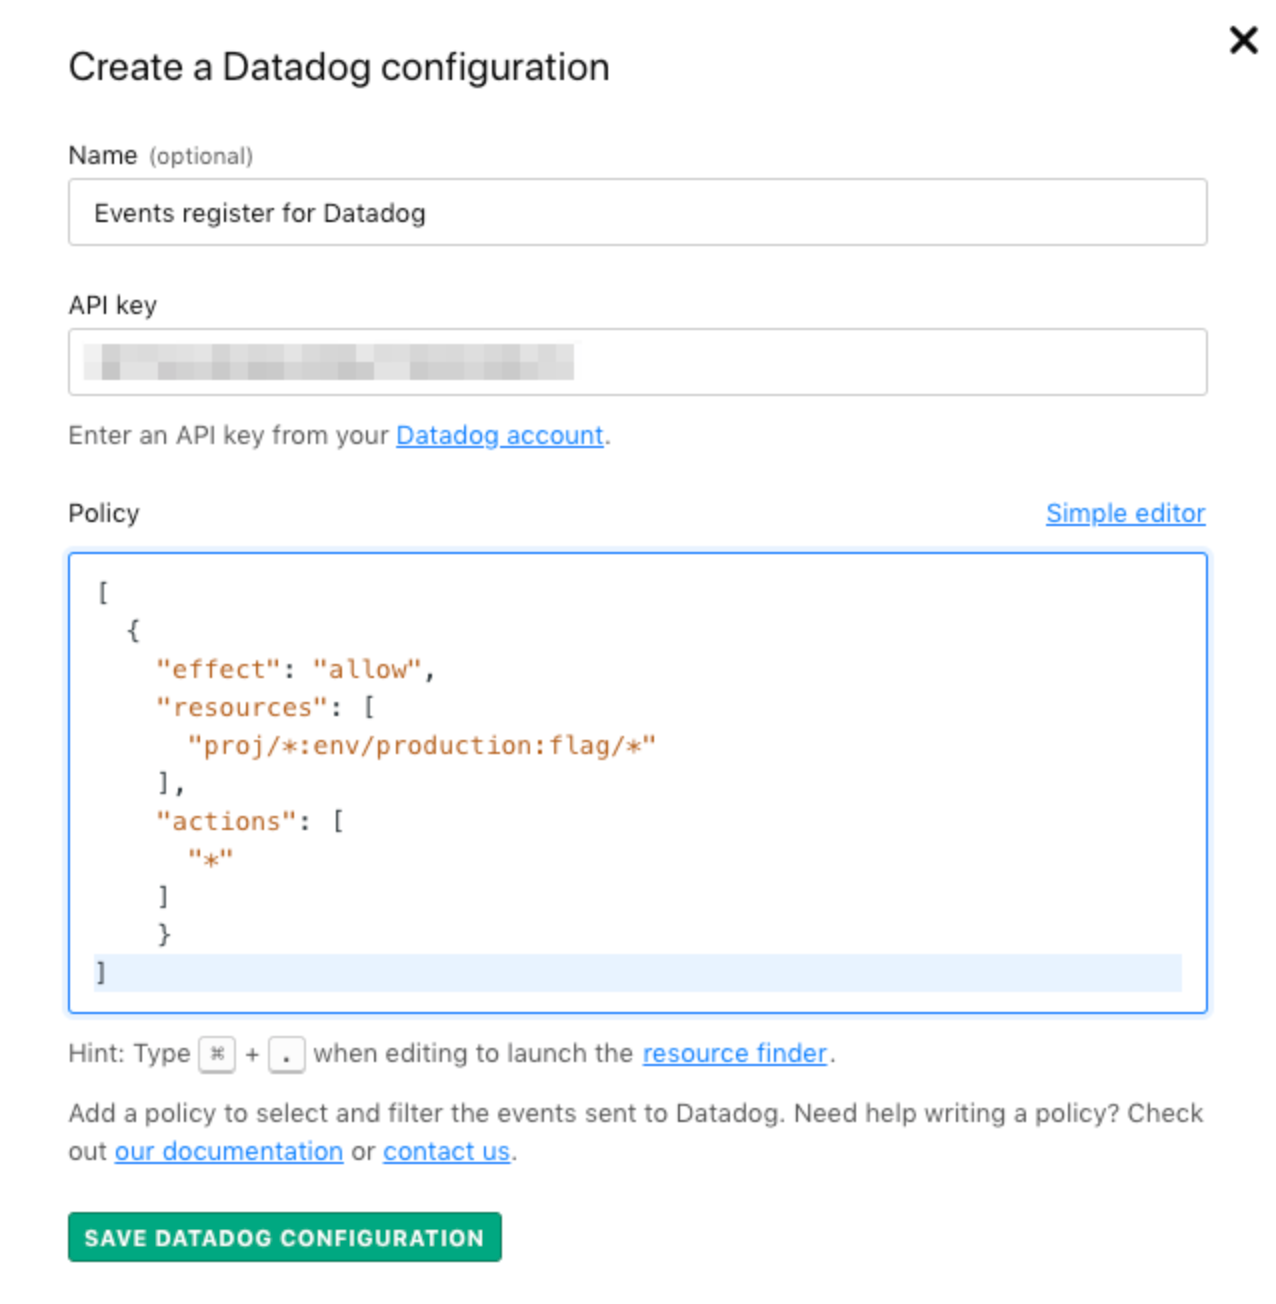 Create a Datadog configuration
Name (optional)
Events register for Datadog
API key
Enter an API key from your Datadog account.
Policy Simple editor
[
{
"effect": "allow",
"resources": [
"proj/*:env/production:flag/*"
],
"actions": [
"*"
]
}
]
Hint: Type ⌘ + . when editing to launch the resource finder.
Add a policy to select and filter the events sent to Datadog. Need help writing a policy? Check
out our documentation or contact us.
SAVE DATADOG CONFIGURATION